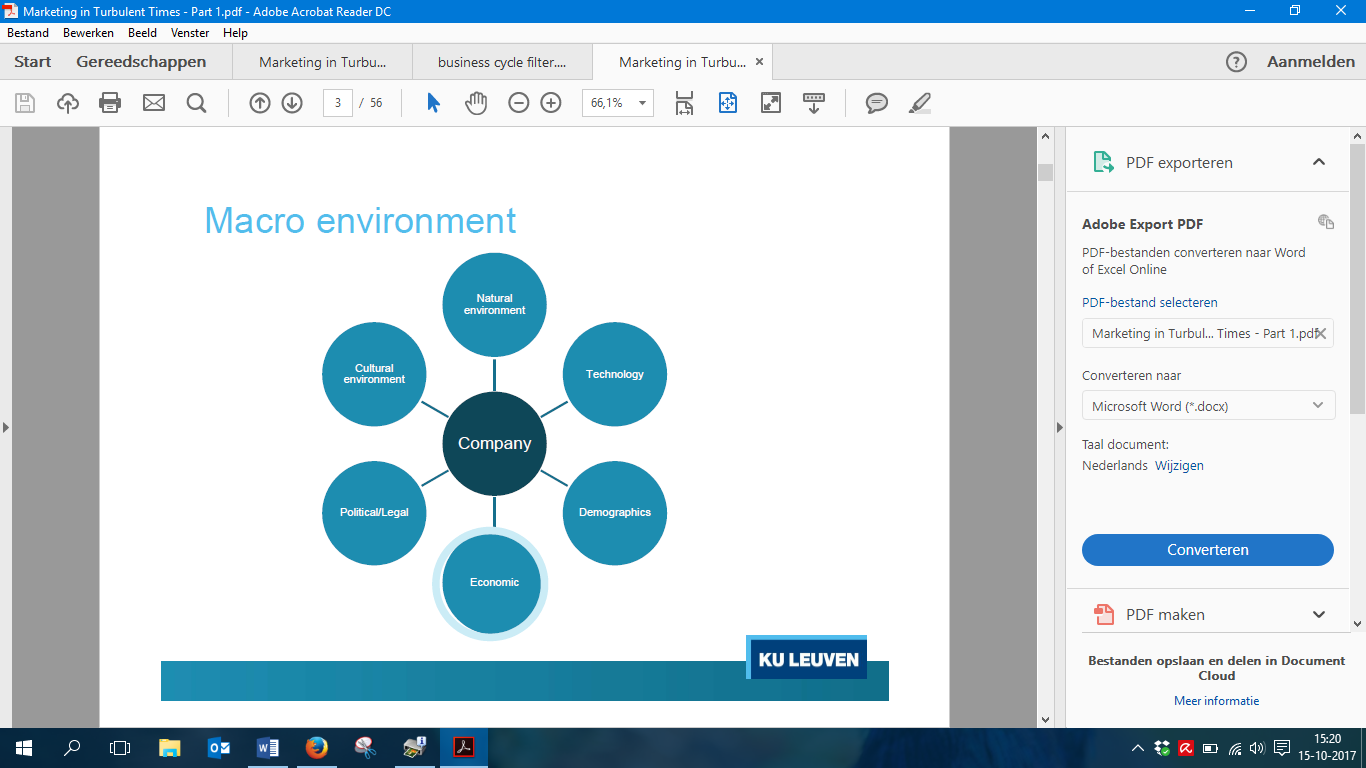 Marketing in Turbulent Times - Part 1.pdf - Adobe Acrobat Reader DC
Bestand Bewerken Beeld Venster Help
Start Gereedschappen Marketing in Turbu... business cycle filter.... Marketing in Turbu... Aanmelden
3 / 56 66,1%
Macro environment
Natural
environment
Cultural
environment
Technology
Company
Political/Legal
Demographics
Economic
KU LEUVEN
PDF exporteren
Adobe Export PDF
PDF-bestanden converteren naar Word
of Excel Online
PDF-bestand selecteren
Marketing in Turbul... Times - Part 1.pdf
Converteren naar
Microsoft Word (*.docx)
Taal document:
Nederlands Wijzigen
Converteren
PDF maken
Bestanden opslaan en delen in Document
Cloud
Meer informatie
15:20
15-10-2017